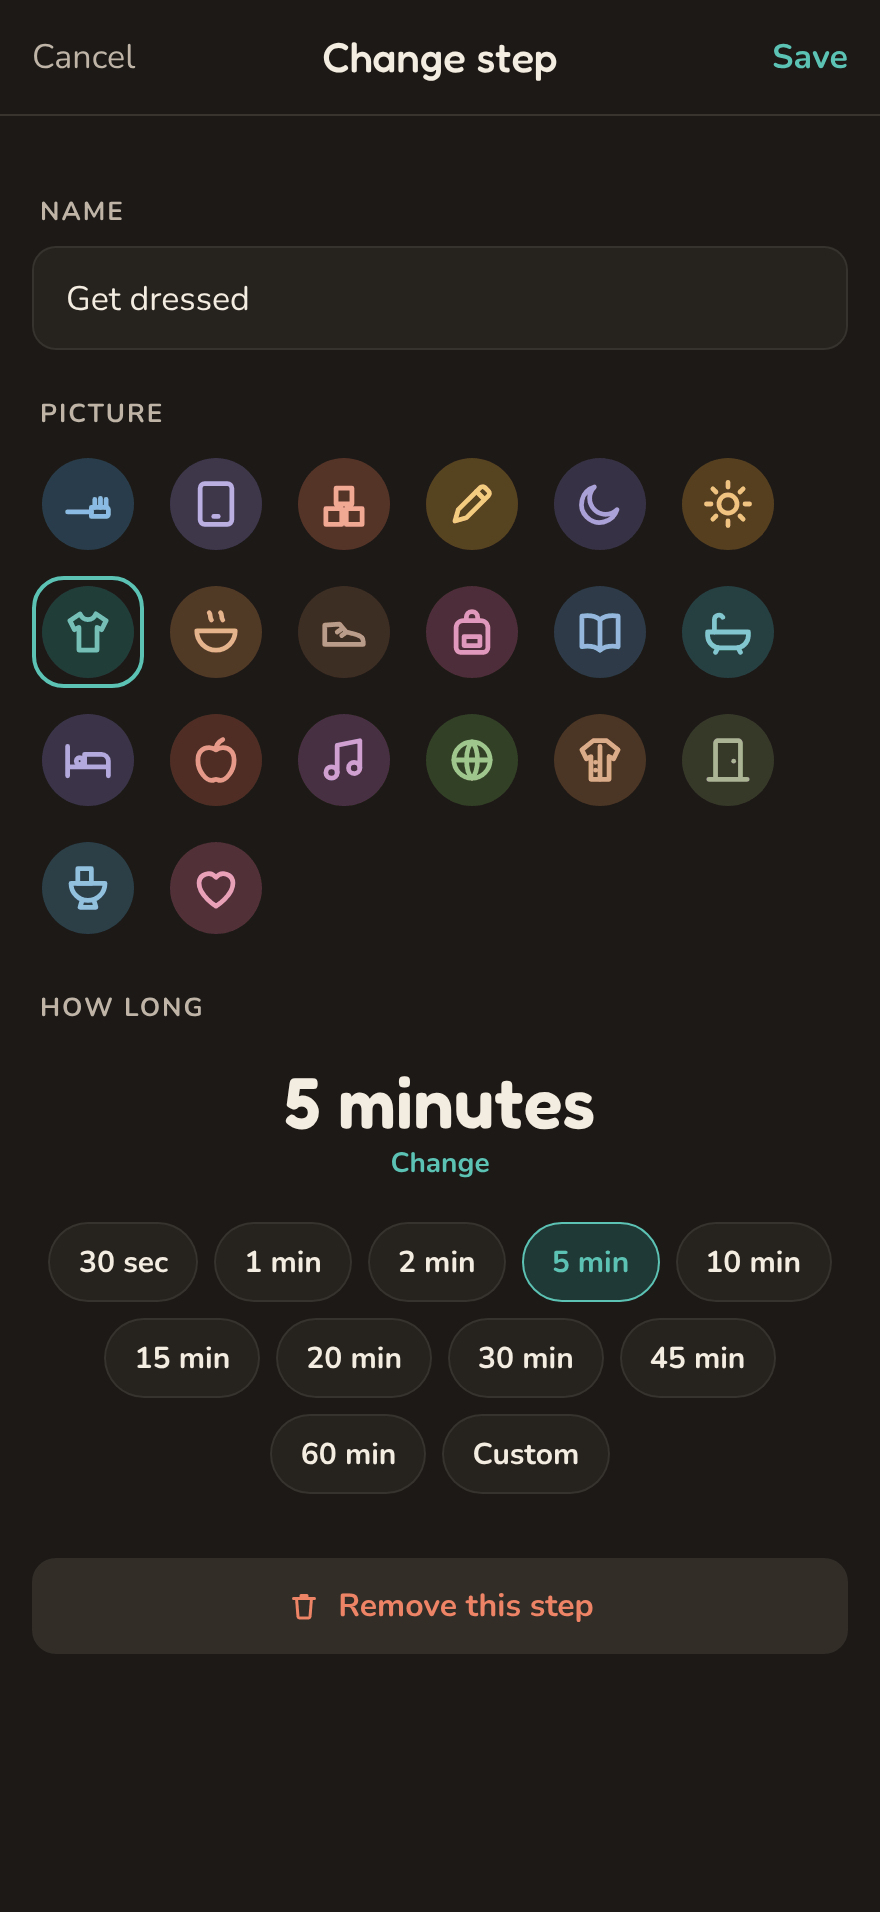 Cancel
Change step
Save
NAME
Get dressed
PICTURE
HOW LONG
5 minutes
Change
30 sec
1 min
2 min
5 min
10 min
15 min
20 min
30 min
45 min
60 min
Custom
Remove this step